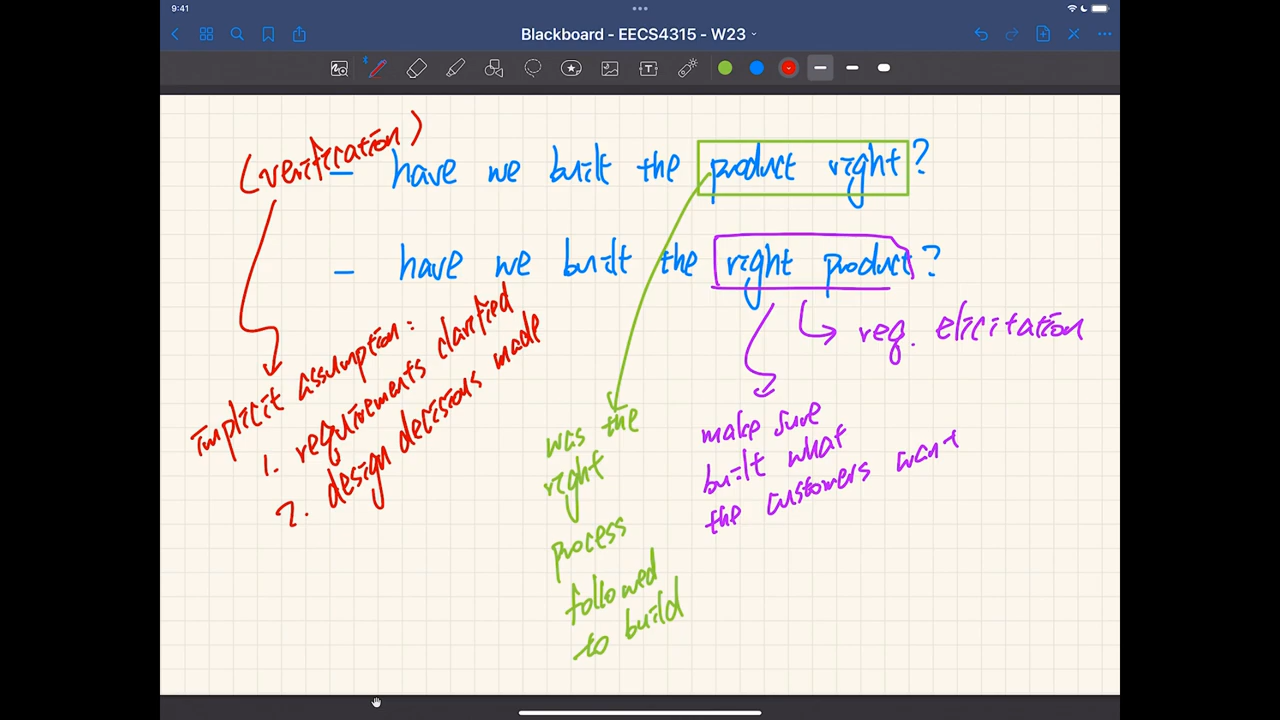 9:41
Blackboard - EECS4315 - W23
(verification)
- have we built the product right?
- have we built the right product?
req. elicitation
implicit assumption:
1. requirements clarified
2. design decisions made
was the
right
process
followed
to build
make sure
built what
the customers want